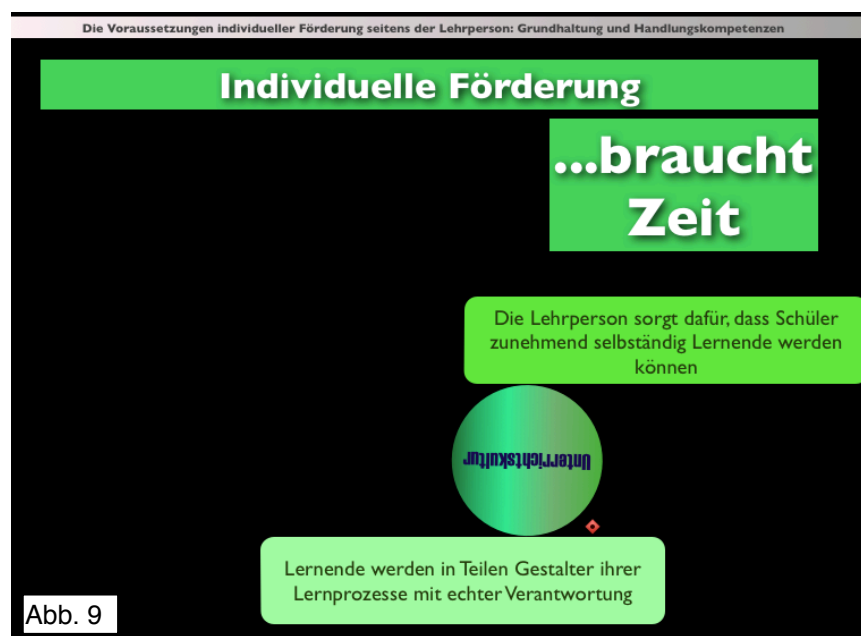 Die Voraussetzungen individueller Förderung seitens der Lehrperson: Grundhaltung und Handlungskompetenzen
Individuelle Förderung
...braucht
Zeit
Die Lehrperson sorgt dafür, dass Schüler
zunehmend selbständig Lernende werden
können
Unterrichtskultur
Lernende werden in Teilen Gestalter ihrer
Lernprozesse mit echter Verantwortung
Abb. 9